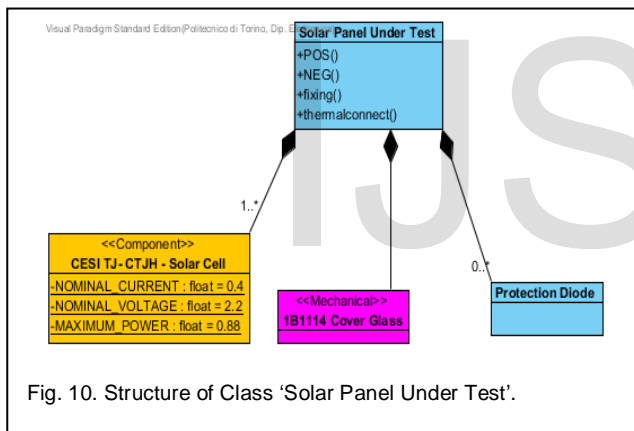 Visual Paradigm Standard Edition(Politecnico di Torino, Dip. E
Solar Panel Under Test
+POS()
+NEG()
+fixing()
+thermalconnect()
IJS
1..*
0..*
<<Component>>
CESI TJ-CTJH - Solar Cell
-NOMINAL_CURRENT : float = 0.4
-NOMINAL_VOLTAGE : float = 2.2
-MAXIMUM_POWER : float = 0.88
<<Mechanical>>
1B1114 Cover Glass
Protection Diode
Fig. 10. Structure of Class ‘Solar Panel Under Test’.